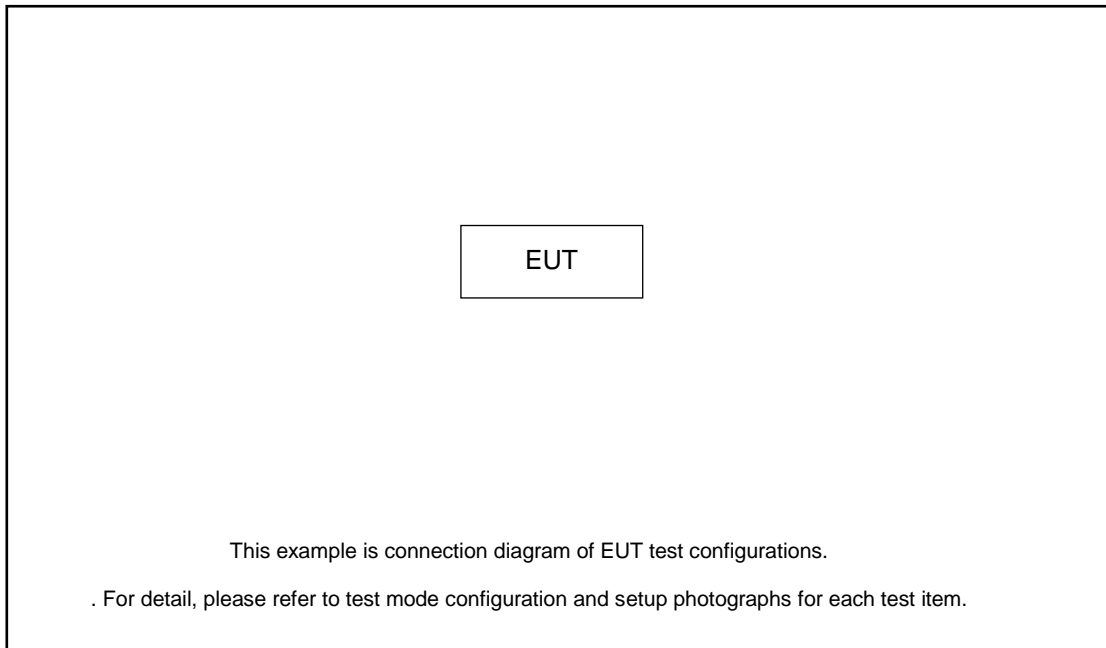 EUT
This example is connection diagram of EUT test configurations.
. For detail, please refer to test mode configuration and setup photographs for each test item.